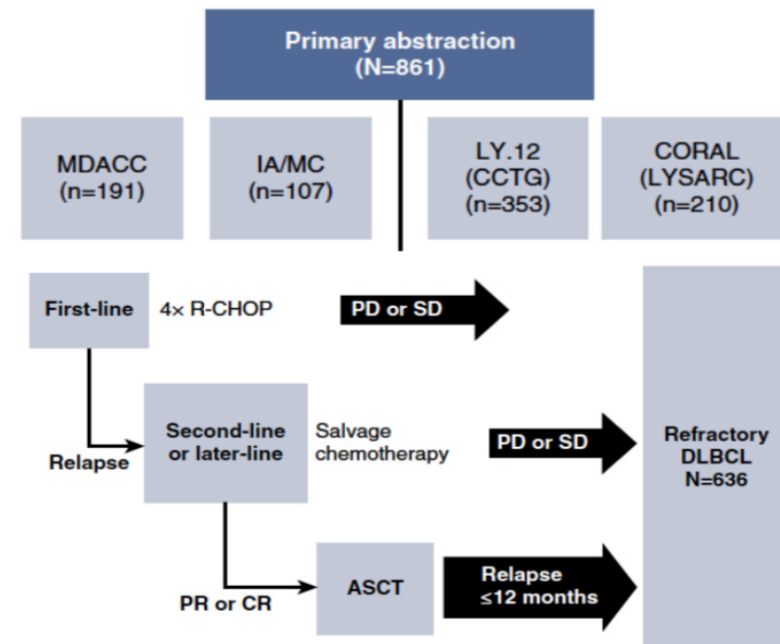 Primary abstraction
(N=861)
MDACC
(n=191)
IA/MC
(n=107)
LY.12
(CCTG)
(n=353)
CORAL
(LYSARC)
(n=210)
First-line
4× R-CHOP
PD or SD
Relapse
Second-line
or later-line
Salvage
chemotherapy
PD or SD
Refractory
DLBCL
N=636
PR or CR
ASCT
Relapse
≤12 months